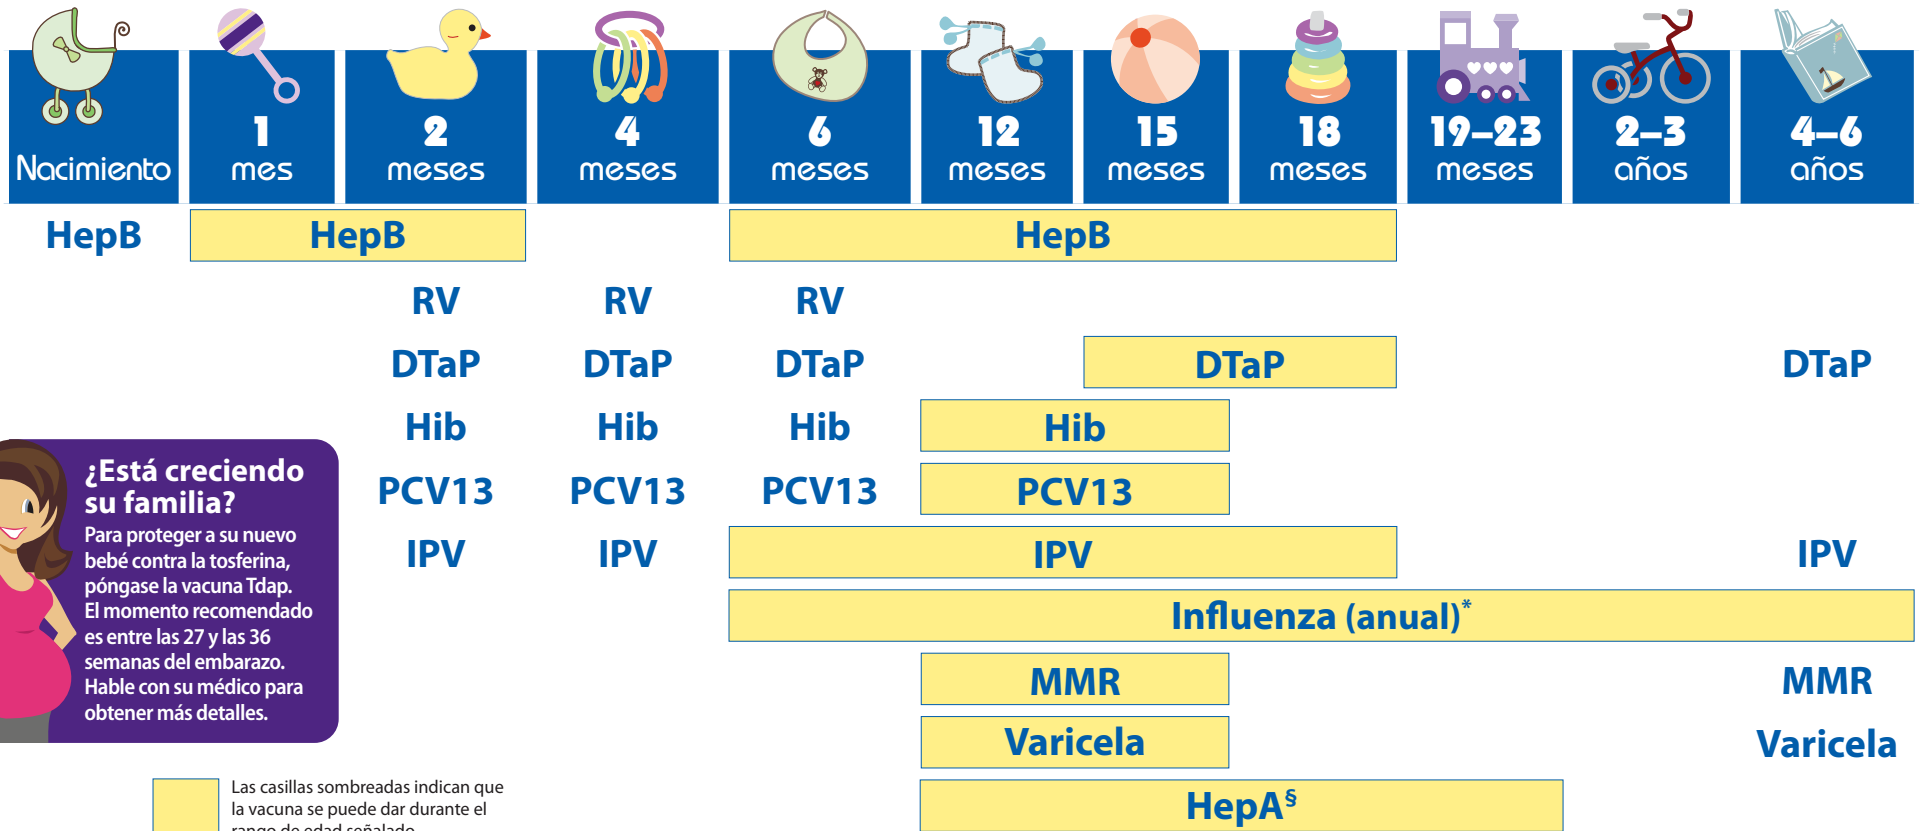 Nacimiento
1
mes
2
meses
4
meses
6
meses
12
meses
15
meses
18
meses
19–23
meses
2–3
años
4–6
años
HepB HepB HepB
RV RV RV
DTaP DTaP DTaP DTaP DTaP
Hib Hib Hib Hib
PCV13 PCV13 PCV13 PCV13
IPV IPV IPV IPV
Influenza (anual)*
MMR MMR
Varicela Varicela
HepA§
¿Está creciendo
su familia?
Para proteger a su nuevo
bebé contra la tosferina,
póngase la vacuna Tdap.
El momento recomendado
es entre las 27 y las 36
semanas del embarazo.
Hable con su médico para
obtener más detalles.
Las casillas sombreadas indican que
la vacuna se puede dar durante el
rango de edad señalado